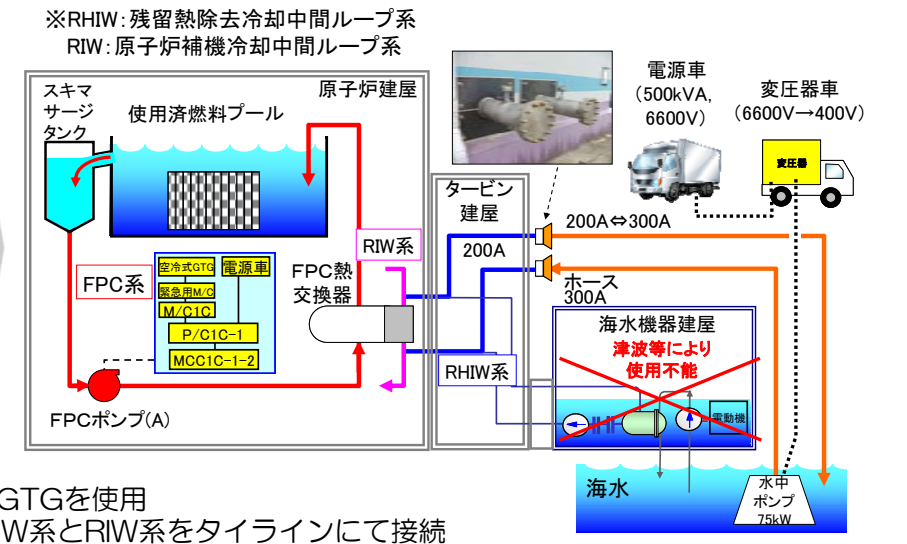 ※RHIW：残留熱除去冷却中間ループ系
RIW：原子炉補機冷却中間ループ系
スキマ
サージ
タンク
使用済燃料プール
原子炉建屋
電源車
（500kVA,
6600V）
変圧器車
（6600V→400V）
変圧器
タービン
建屋
200A⇔300A
200A
RIW系
FPC系
空冷式GTG
電源車
緊急用M/C
M/C1C
P/C1C-1
MCC1C-1-2
FPC熱
交換器
ホース
300A
海水機器建屋
津波等により
使用不能
RHIW系
電動機
FPCポンプ(A)
海水
水中
ポンプ
75kW
GTGを使用
W系とRIW系をタイラインにて接続